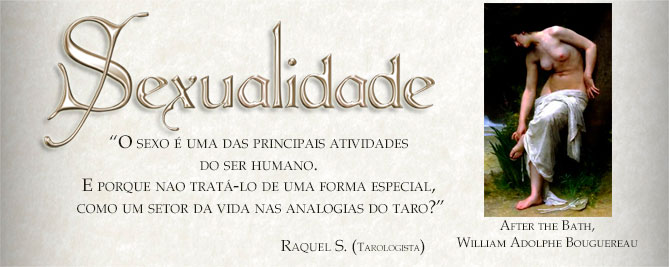 Sexualidade
“O sexo é uma das principais atividades
do ser humano.
E porque nao tratá-lo de uma forma especial,
como um setor da vida nas analogias do taro?”
Raquel S. (Tarologista)
After the Bath,
William Adolphe Bouguereau